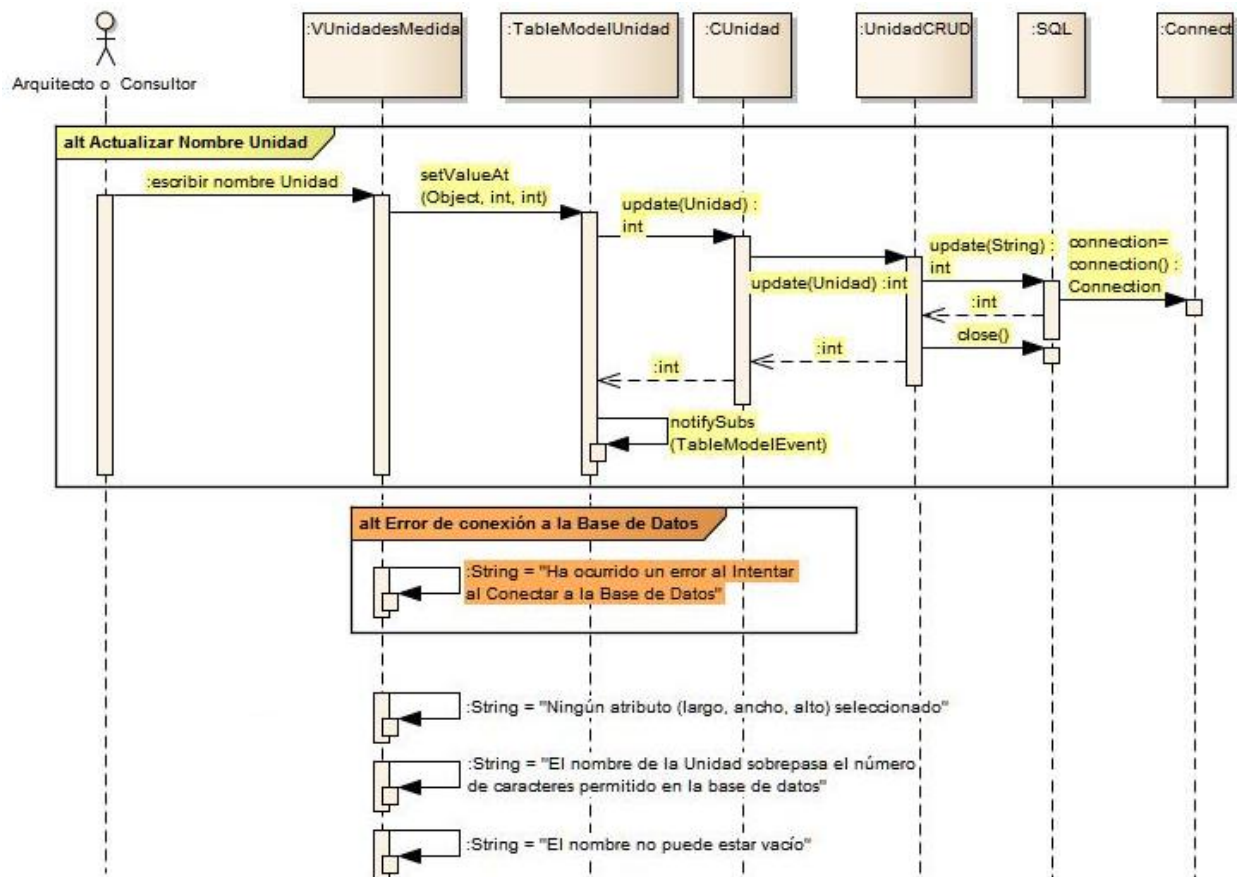 :VUnidadesMedida
:TableModelUnidad
:CUnidad
:UnidadCRUD
:SQL
:Connect
Arquitecto o Consultor
alt Actualizar Nombre Unidad
:escribir nombre Unidad
setValueAt
(Object, int, int)
update(Unidad) :
int
update(Unidad) :int
update(String) :
int
connection=
connection() :
Connection
:int
close()
:int
:int
notifySubs
(TableModelEvent)
alt Error de conexión a la Base de Datos
:String = "Ha ocurrido un error al Intentar
al Conectar a la Base de Datos"
:String = "Ningún atributo (largo, ancho, alto) seleccionado"
:String = "El nombre de la Unidad sobrepasa el número
de caracteres permitido en la base de datos"
:String = "El nombre no puede estar vacío"